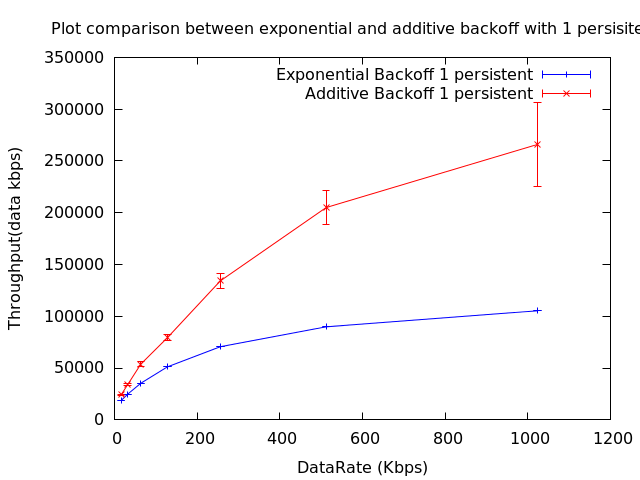 Plot comparison between exponential and additive backoff with 1 persisite
Exponential Backoff 1 persistent
Additive Backoff 1 persistent
350000
300000
250000
200000
150000
100000
50000
0
Throughput(data kbps)
0 200 400 600 800 1000 1200
DataRate (Kbps)